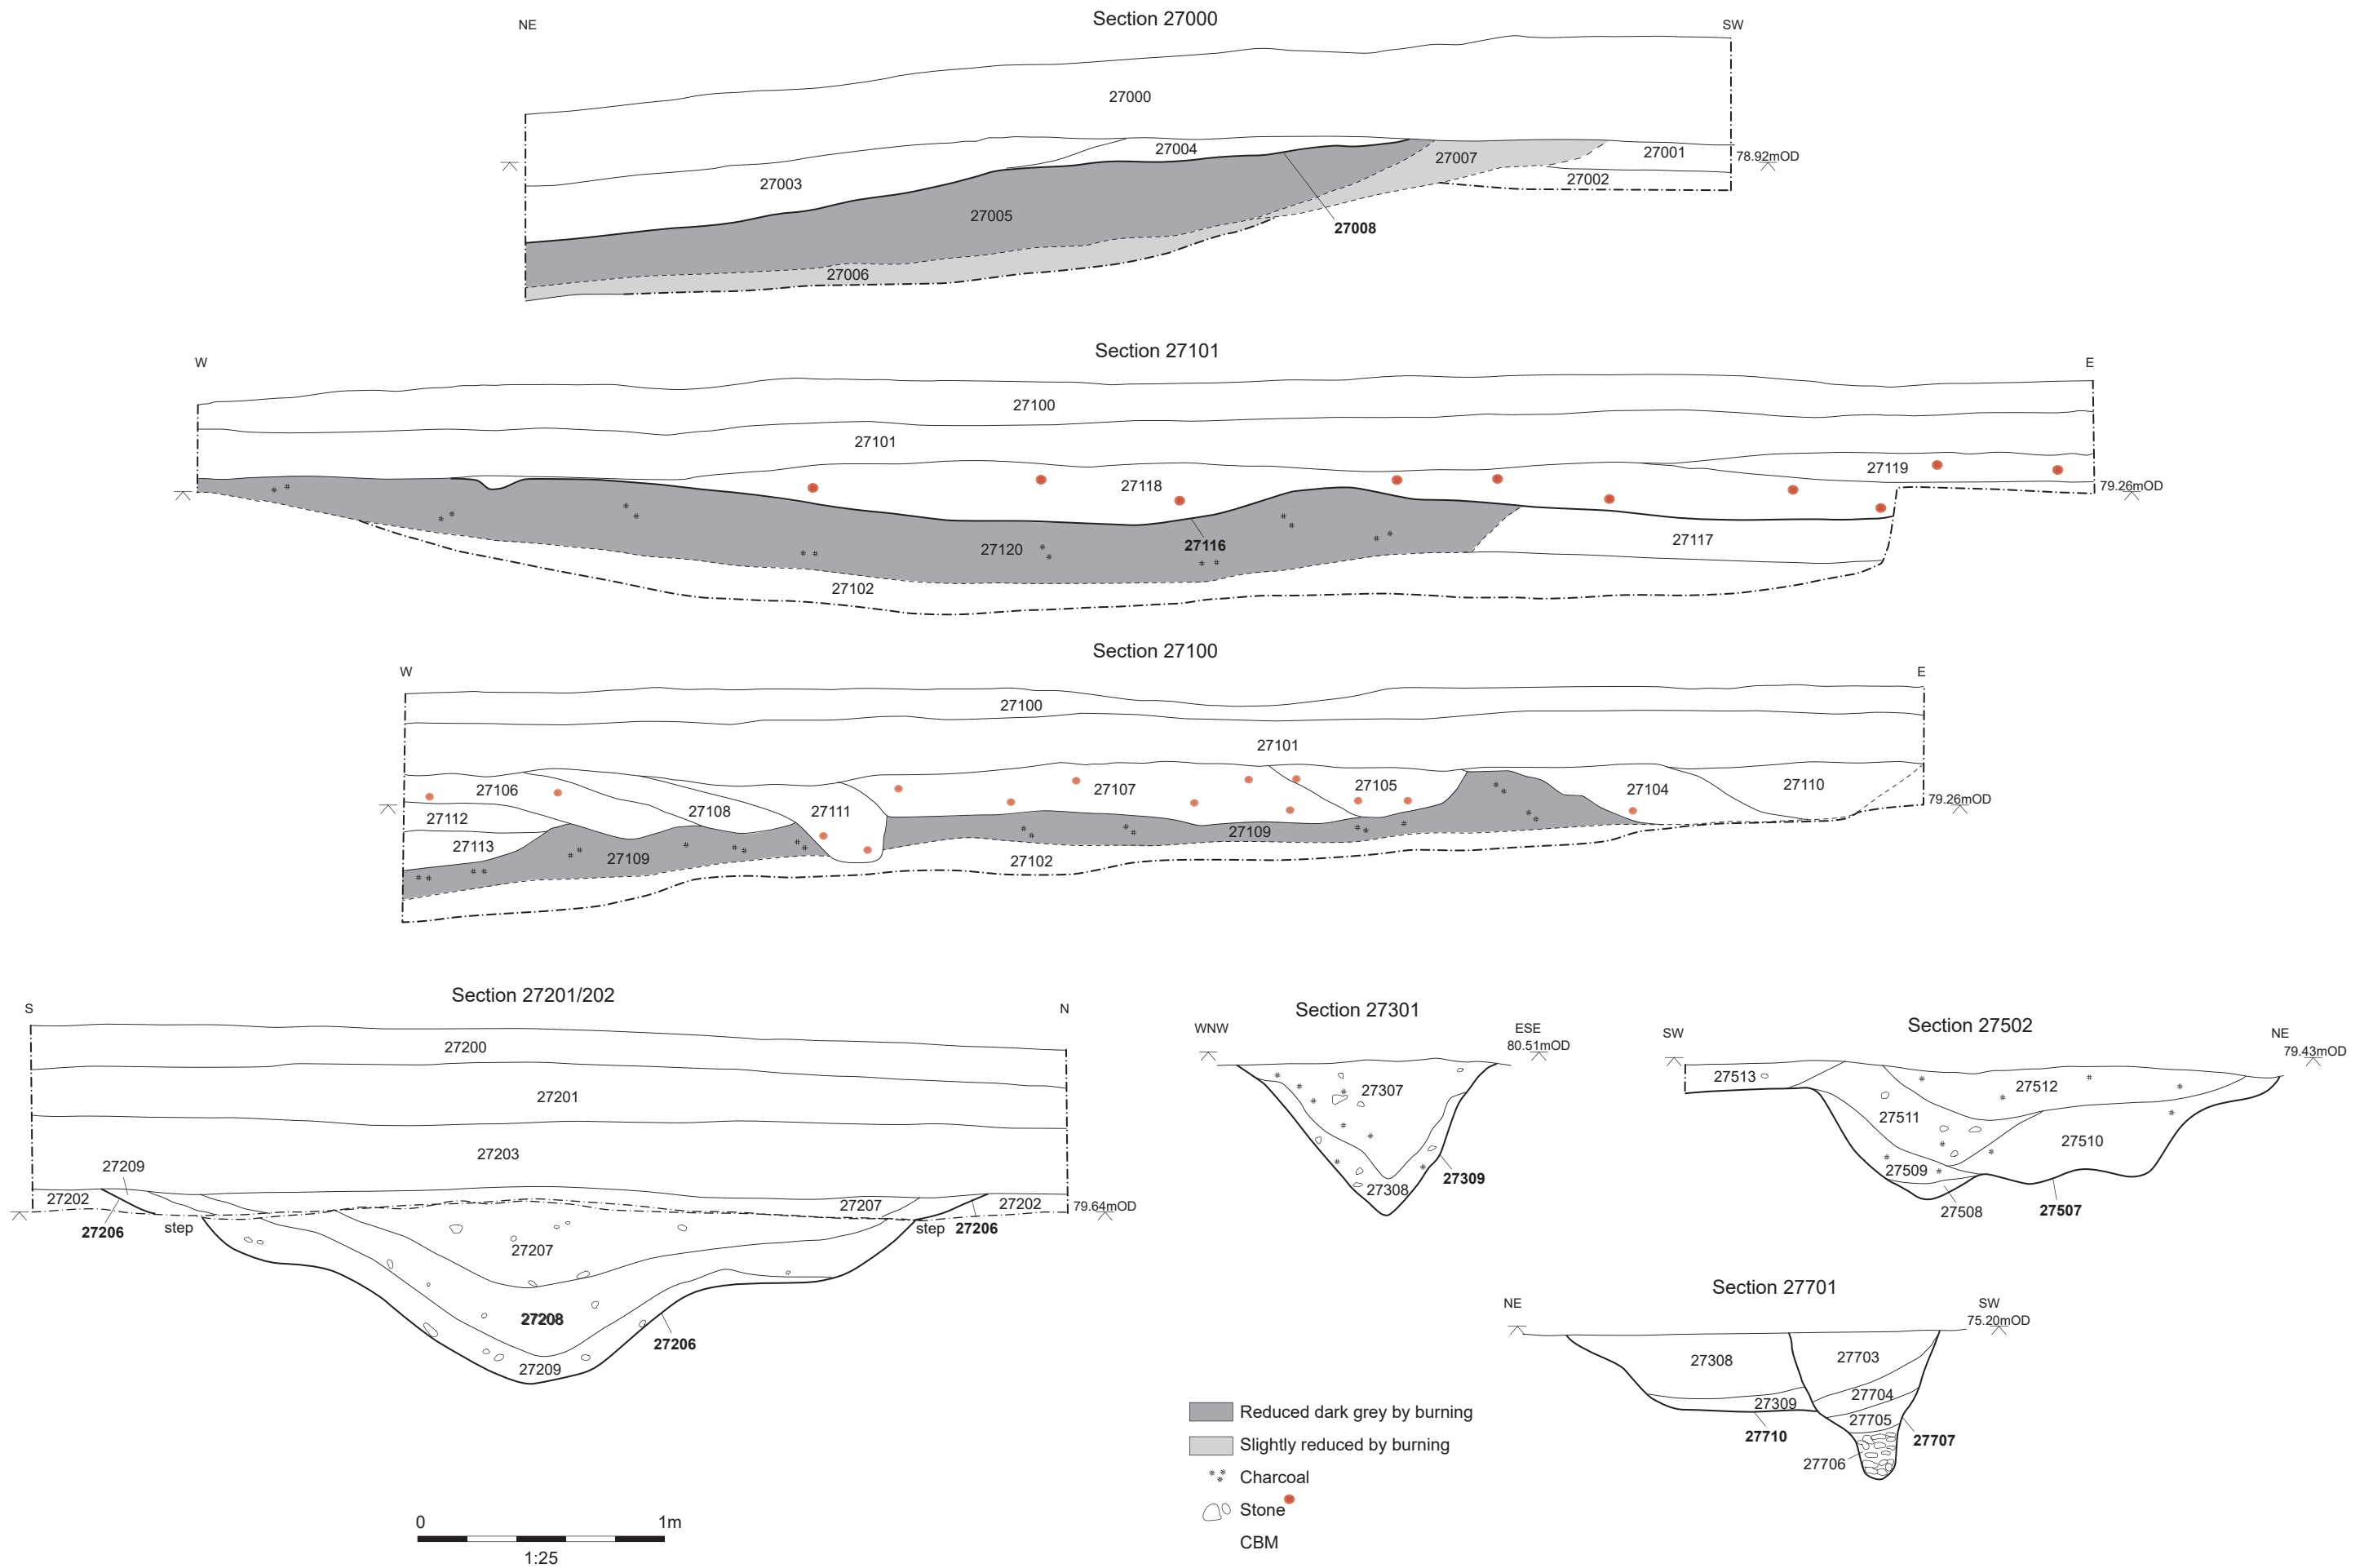 Section 27000
NE
SW
27000
27004
27007
27001
78.92mOD
27003
27002
27005
27008
27006
Section 27101
W
E
27100
27101
27119
27118
79.26mOD
27120
27116
27117
27102
Section 27100
W
E
27100
27101
27106
27107
27105
27104
27110
79.26mOD
27112
27108
27111
27113
27109
27109
27102
Section 27201/202
S
N
27200
27201
27203
27209
27202
27207
27202
79.64mOD
27206
step
step
27206
27207
27208
27206
27209
Section 27301
WNW
ESE
80.51mOD
27307
27308
27309
Section 27502
SW
NE
79.43mOD
27513
27512
27511
27510
27509
27508
27507
Section 27701
NE
SW
75.20mOD
27308
27703
27309
27704
27705
27710
27707
27706
Reduced dark grey by burning
Slightly reduced by burning
Charcoal
Stone
CBM
0
1m
1:25